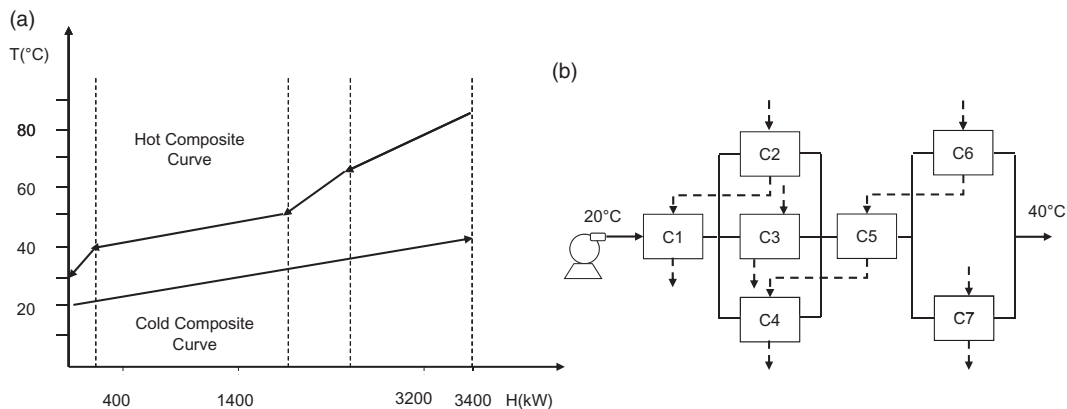 (a)
T(°C)
80
60
40
20
Hot Composite
Curve
Cold Composite
Curve
400
1400
3200
3400
H(kW)
(b)
20°C
C1
C2
C3
C4
C5
C6
C7
40°C